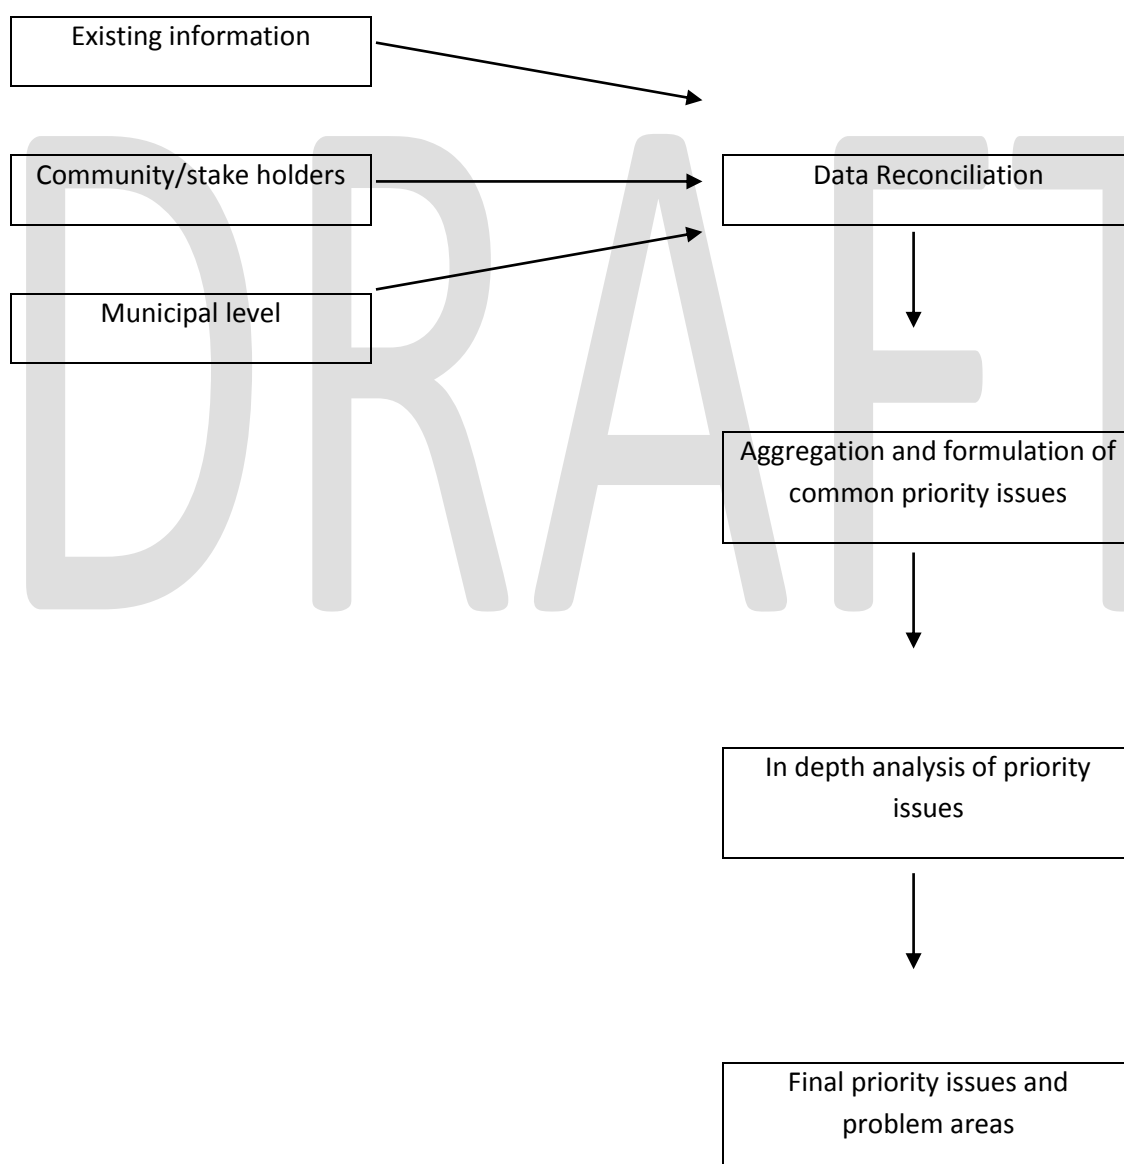 Existing information
Community/stake holders
Data Reconciliation
Municipal level
Aggregation and formulation of
common priority issues
In depth analysis of priority
issues
Final priority issues and
problem areas
DRAFT